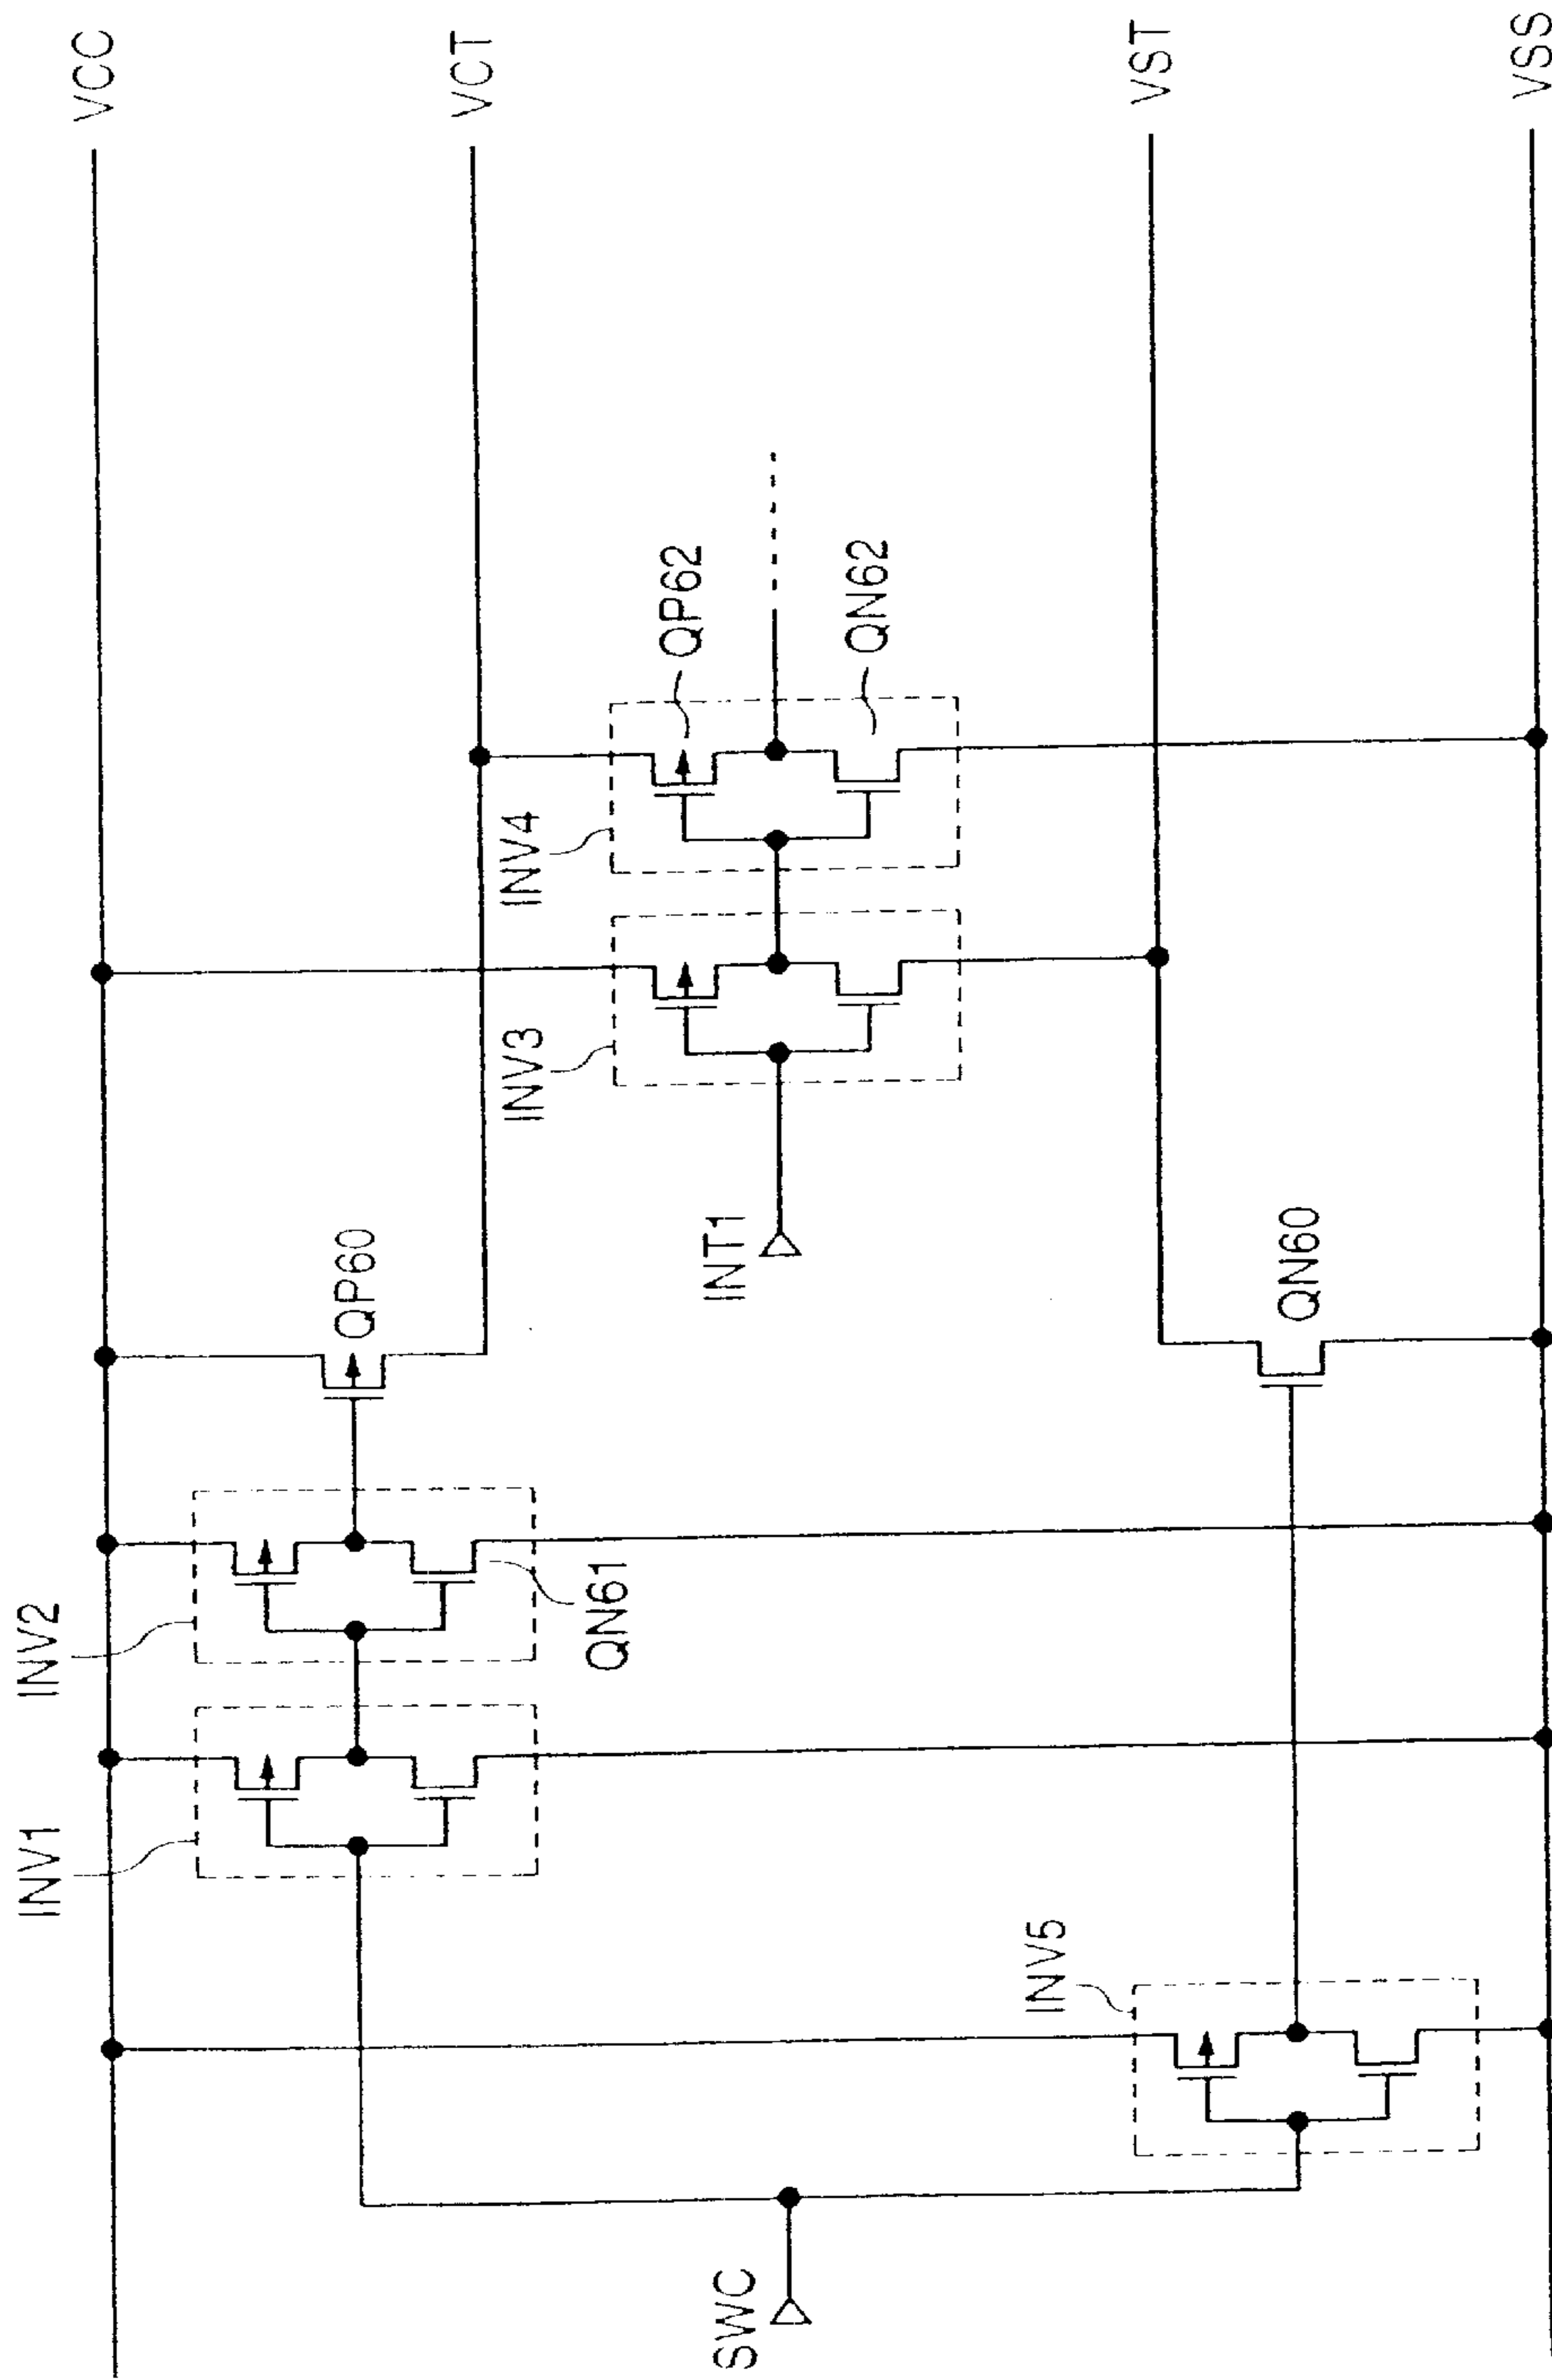 VCC
VCT
VST
VSS
QP62
QN62
INV4
INV3
INT1
QP60
QN60
INV2
QN61
INV1
INV5
SWC